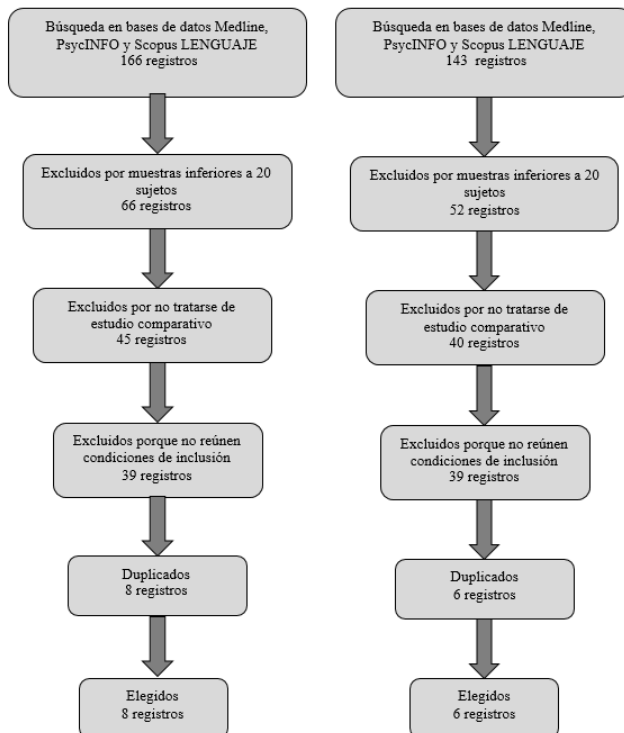 Búsqueda en bases de datos Medline,
PsycINFO y Scopus LENGUAJE
166 registros
Excluidos por muestras inferiores a 20
sujetos
66 registros
Excluidos por no tratarse de
estudio comparativo
45 registros
Excluidos porque no reúnen
condiciones de inclusión
39 registros
Duplicados
8 registros
Elegidos
8 registros
Búsqueda en bases de datos Medline,
PsycINFO y Scopus LENGUAJE
143 registros
Excluidos por muestras inferiores a 20
sujetos
52 registros
Excluidos por no tratarse de
estudio comparativo
40 registros
Excluidos porque no reúnen
condiciones de inclusión
39 registros
Duplicados
6 registros
Elegidos
6 registros